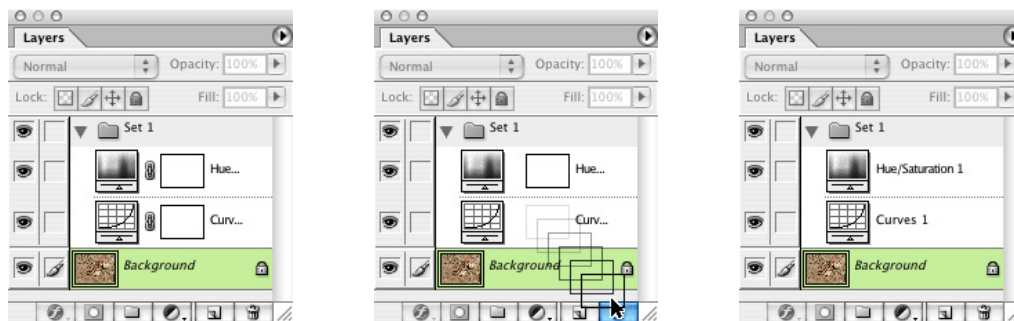 Layers
Normal Opacity: 100%
Lock: Fill: 100%
Set 1
Hue...
Curv...
Background
Layers
Normal Opacity: 100%
Lock: Fill: 100%
Set 1
Hue...
Curv...
Background
Layers
Normal Opacity: 100%
Lock: Fill: 100%
Set 1
Hue/Saturation 1
Curves 1
Background